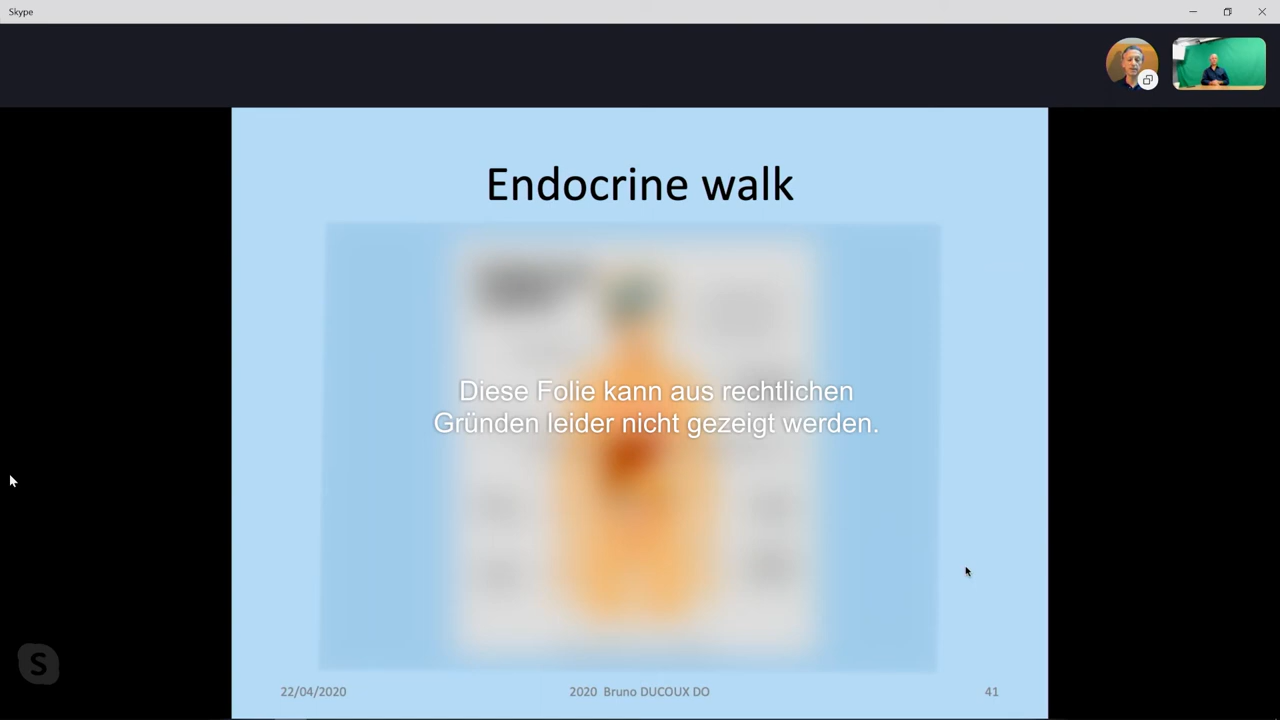 Skype
Endocrine walk
Diese Folie kann aus rechtlichen
Gründen leider nicht gezeigt werden.
S
22/04/2020
2020 Bruno DUCOUX DO
41